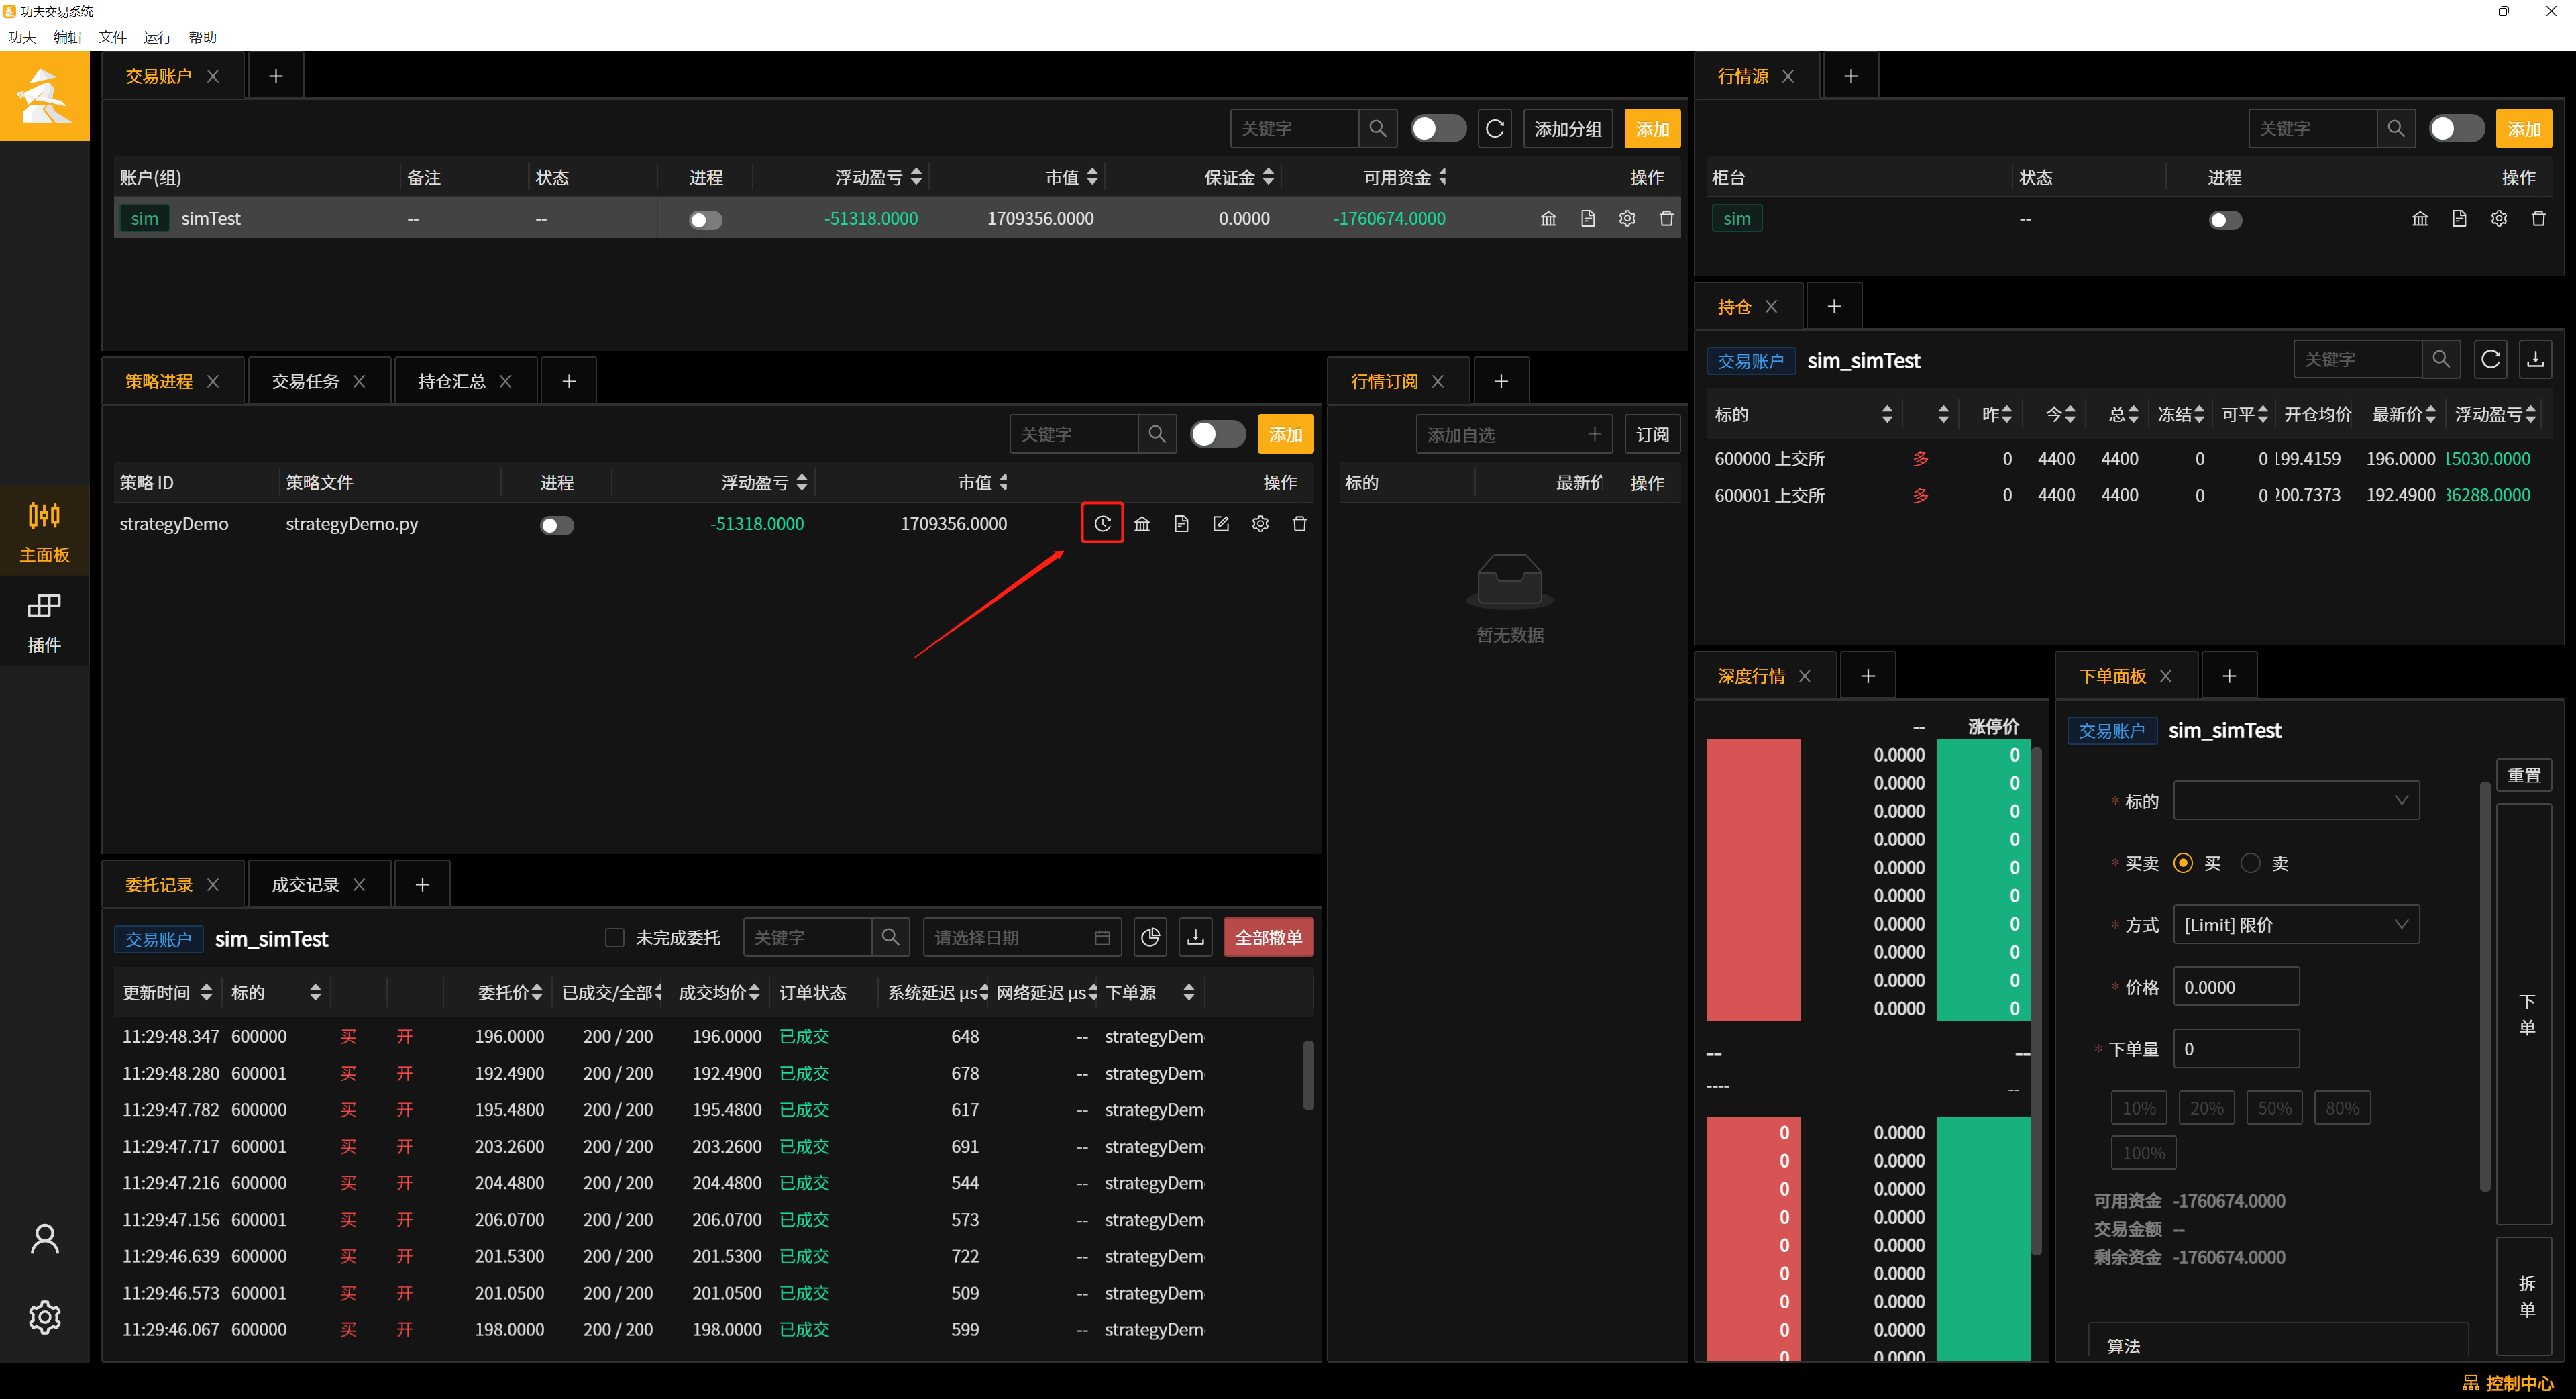 功夫交易系统
功夫 编辑 文件 运行 帮助
交易账户
关键字 添加分组 添加
账户(组) 备注 状态 进程 浮动盈亏 市值 保证金 可用资金 操作
sim simTest -- -- -51318.0000 1709356.0000 0.0000 -1760674.0000
行情源
关键字 添加
柜台 状态 进程 操作
sim --
持仓
交易账户 sim_simTest 关键字
标的 昨 今 总 冻结 可平 开仓均价 最新价 浮动盈亏
600000 上交所 多 0 4400 4400 0 0 199.4159 196.0000 15030.0000
600001 上交所 多 0 4400 4400 0 0 200.7373 192.4900 36288.0000
主面板
插件
策略进程 交易任务 持仓汇总
关键字 添加
策略 ID 策略文件 进程 浮动盈亏 市值 操作
strategyDemo strategyDemo.py -51318.0000 1709356.0000
行情订阅
添加自选 订阅
标的 最新价 操作
暂无数据
委托记录 成交记录
交易账户 sim_simTest 未完成委托 关键字 请选择日期 全部撤单
更新时间 标的 委托价 已成交/全部 成交均价 订单状态 系统延迟 μs 网络延迟 μs 下单源
11:29:48.347 600000 买 开 196.0000 200 / 200 196.0000 已成交 648 -- strategyDem
11:29:48.280 600001 买 开 192.4900 200 / 200 192.4900 已成交 678 -- strategyDem
11:29:47.782 600000 买 开 195.4800 200 / 200 195.4800 已成交 617 -- strategyDem
11:29:47.717 600001 买 开 203.2600 200 / 200 203.2600 已成交 691 -- strategyDem
11:29:47.216 600000 买 开 204.4800 200 / 200 204.4800 已成交 544 -- strategyDem
11:29:47.156 600001 买 开 206.0700 200 / 200 206.0700 已成交 573 -- strategyDem
11:29:46.639 600000 买 开 201.5300 200 / 200 201.5300 已成交 722 -- strategyDem
11:29:46.573 600001 买 开 201.0500 200 / 200 201.0500 已成交 509 -- strategyDem
11:29:46.067 600000 买 开 198.0000 200 / 200 198.0000 已成交 599 -- strategyDem
深度行情
-- 涨停价
0.0000 0
0.0000 0
0.0000 0
0.0000 0
0.0000 0
0.0000 0
0.0000 0
0.0000 0
0.0000 0
0.0000 0
-- --
---- --
0 0.0000
0 0.0000
0 0.0000
0 0.0000
0 0.0000
0 0.0000
0 0.0000
0 0.0000
0 0.0000
下单面板
交易账户 sim_simTest
重置
* 标的
* 买卖 买 卖
* 方式 [Limit] 限价
* 价格 0.0000
* 下单量 0
10% 20% 50% 80%
100%
可用资金 -1760674.0000
交易金额 --
剩余资金 -1760674.0000
算法
下单
拆单
控制中心